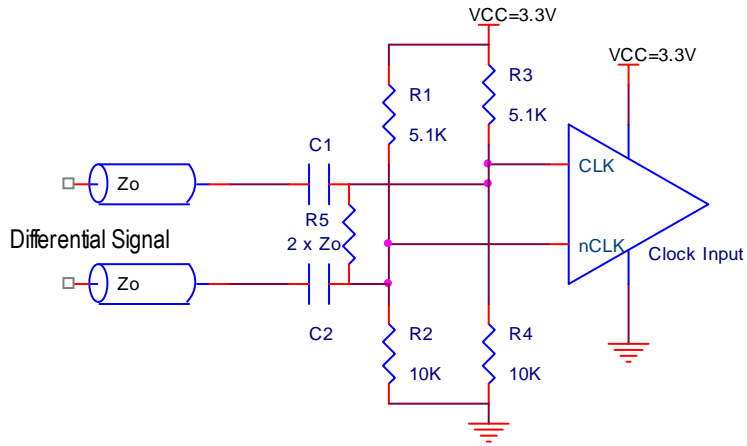 VCC=3.3V
VCC=3.3V
R1
R3
5.1K
5.1K
C1
CLK
Zo
R5
2 x Zo
Differential Signal
nCLK
Clock Input
Zo
C2
R2
R4
10K
10K